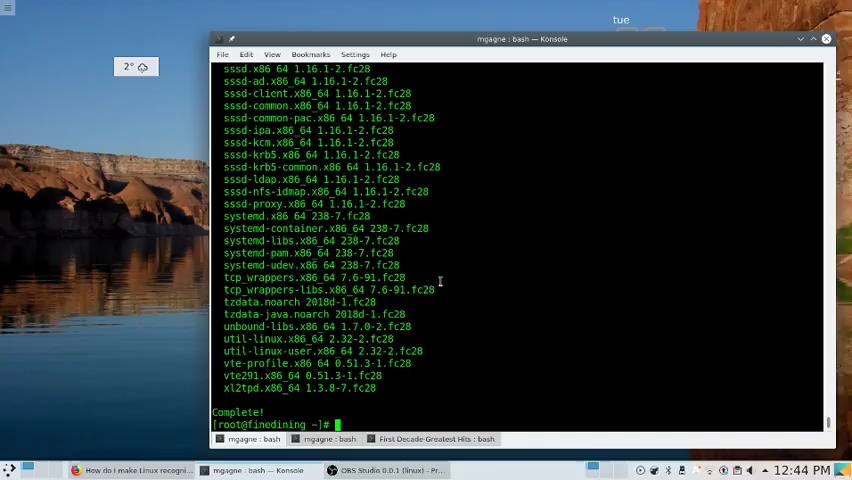 tue
mgagne : bash — Konsole
File Edit View Bookmarks Settings Help
2°
sssd.x86_64 1.16.1-2.fc28
sssd-ad.x86_64 1.16.1-2.fc28
sssd-client.x86_64 1.16.1-2.fc28
sssd-common.x86_64 1.16.1-2.fc28
sssd-common-pac.x86_64 1.16.1-2.fc28
sssd-ipa.x86_64 1.16.1-2.fc28
sssd-kcm.x86_64 1.16.1-2.fc28
sssd-krb5.x86_64 1.16.1-2.fc28
sssd-krb5-common.x86_64 1.16.1-2.fc28
sssd-ldap.x86_64 1.16.1-2.fc28
sssd-nfs-idmap.x86_64 1.16.1-2.fc28
sssd-proxy.x86_64 1.16.1-2.fc28
systemd.x86_64 238-7.fc28
systemd-container.x86_64 238-7.fc28
systemd-libs.x86_64 238-7.fc28
systemd-pam.x86_64 238-7.fc28
systemd-udev.x86_64 238-7.fc28
tcp_wrappers.x86_64 7.6-91.fc28
tcp_wrappers-libs.x86_64 7.6-91.fc28
tzdata.noarch 2018d-1.fc28
tzdata-java.noarch 2018d-1.fc28
unbound-libs.x86_64 1.7.0-2.fc28
util-linux.x86_64 2.32-2.fc28
util-linux-user.x86_64 2.32-2.fc28
vte-profile.x86_64 0.51.3-1.fc28
vte291.x86_64 0.51.3-1.fc28
xl2tpd.x86_64 1.3.8-7.fc28
Complete!
[root@finedining ~]#
mgagne : bash mgagne : bash First Decade-Greatest Hits : bash
How do I make Linux recogni... mgagne : bash — Konsole OBS Studio 0.0.1 (linux) - Pr... 12:44 PM